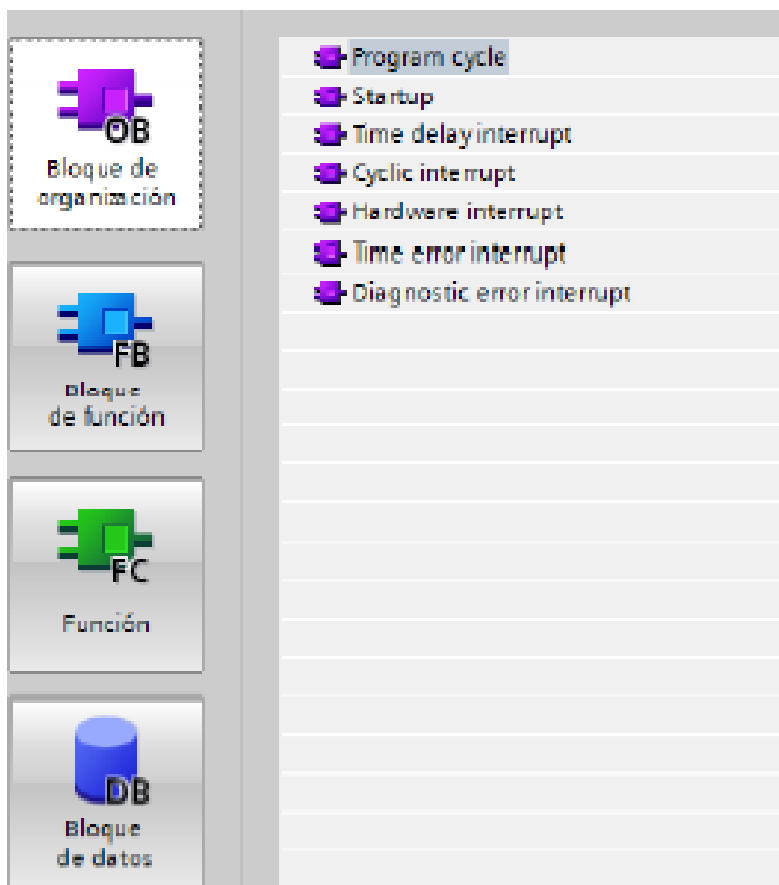 OB
Bloque de
organización
FB
Bloque
de función
FC
Función
DB
Bloque
de datos
Program cycle
Startup
Time delay interrupt
Cyclic interrupt
Hardware interrupt
Time error interrupt
Diagnostic error interrupt